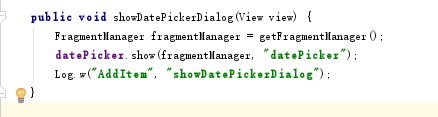 public void showDatePickerDialog(View view) {
FragmentManager fragmentManager = getFragmentManager();
datePicker.show(fragmentManager, "datePicker");
Log.w("AddItem", "showDatePickerDialog");
}